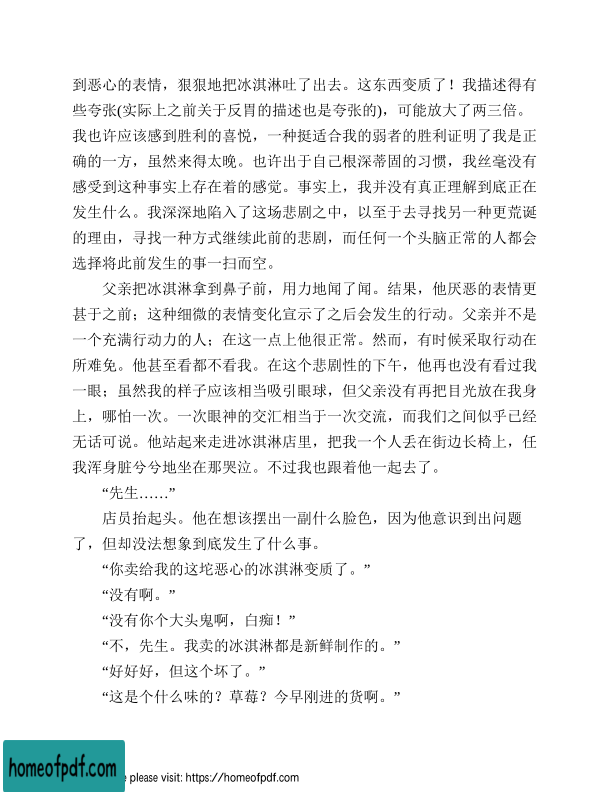 到恶心的表情，狠狠地把冰淇淋吐了出去。这东西变质了！我描述得有
些夸张(实际上之前关于反胃的描述也是夸张的)，可能放大了两三倍。
我也许应该感到胜利的喜悦，一种挺适合我的弱者的胜利证明了我是正
确的一方，虽然来得太晚。也许出于自己根深蒂固的习惯，我丝毫没有
感受到这种事实上存在着的感觉。事实上，我并没有真正理解到底正在
发生什么。我深深地陷入了这场悲剧之中，以至于去寻找另一种更荒诞
的理由，寻找一种方式继续此前的悲剧，而任何一个头脑正常的人都会
选择将此前发生的事一扫而空。
父亲把冰淇淋拿到鼻子前，用力地闻了闻。结果，他厌恶的表情更
甚于之前；这种细微的表情变化宣示了之后会发生的行动。父亲并不是
一个充满行动力的人；在这一点上他很正常。然而，有时候采取行动在
所难免。他甚至看都不看我。在这个悲剧性的下午，他再也没有看过我
一眼；虽然我的样子应该相当吸引眼球，但父亲没有再把目光放在我身
上，哪怕一次。一次眼神的交汇相当于一次交流，而我们之间似乎已经
无话可说。他站起来走进冰淇淋店里，把我一个人丢在街边长椅上，任
我浑身脏兮兮地坐在那哭泣。不过我也跟着他一起去了。
“先生……”
店员抬起头。他在想该摆出一副什么脸色，因为他意识到出问题
了，但却没法想象到底发生了什么事。
“你卖给我的这坨恶心的冰淇淋变质了。”
“没有啊。”
“没有你个大头鬼啊，白痴！”
“不，先生。我卖的冰淇淋都是新鲜制作的。”
“好好好，但这个坏了。”
“这是个什么味的？草莓？今早刚进的货啊。”
homeofpdf.com
e please visit: https://homeofpdf.com